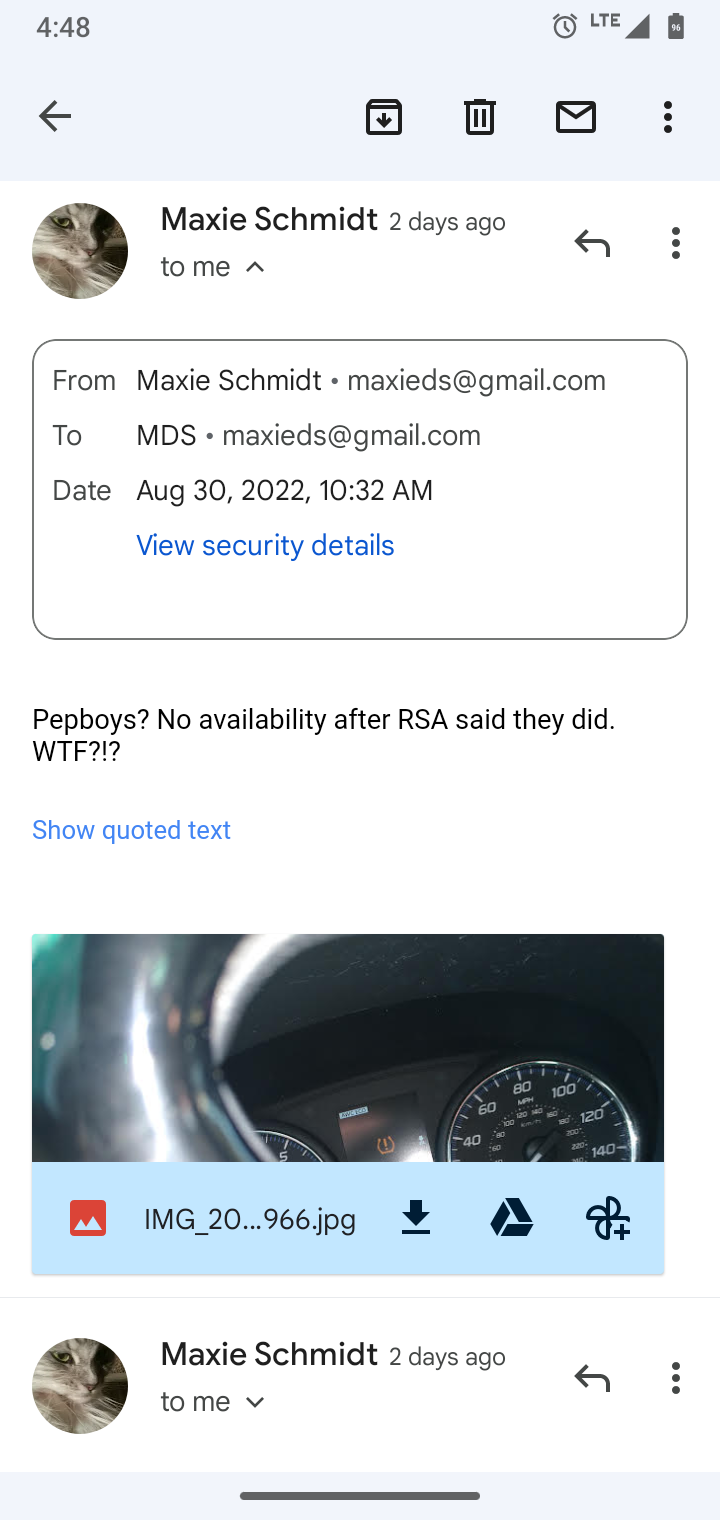 4:48 LTE 96
Maxie Schmidt 2 days ago
to me
From Maxie Schmidt • maxieds@gmail.com
To MDS • maxieds@gmail.com
Date Aug 30, 2022, 10:32 AM
View security details
Pepboys? No availability after RSA said they did.
WTF?!?
Show quoted text
80 100
60 MPH 120
40 km/h 140
5
IMG_20...966.jpg
Maxie Schmidt 2 days ago
to me